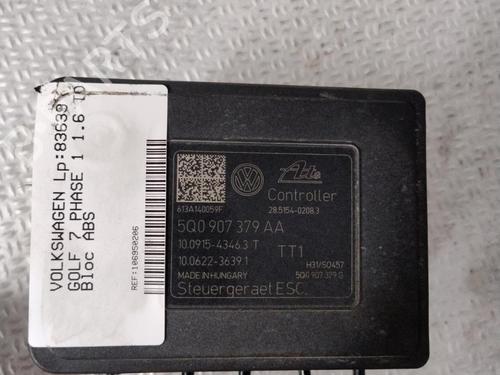 VOLKSWAGEN Lp:83639
GOLF 7 PHASE 1 1.6 TD
Bloc ABS
REF:106950206
613A140059F
Ate
Controller
28.5154-0208.3
5Q0 907 379 AA
10.0915-4346.3 T
10.0622-3639.1
TT1
MADE IN HUNGARY
H31/SO457
5Q0 907 379 G
Steuergeraet ESC.